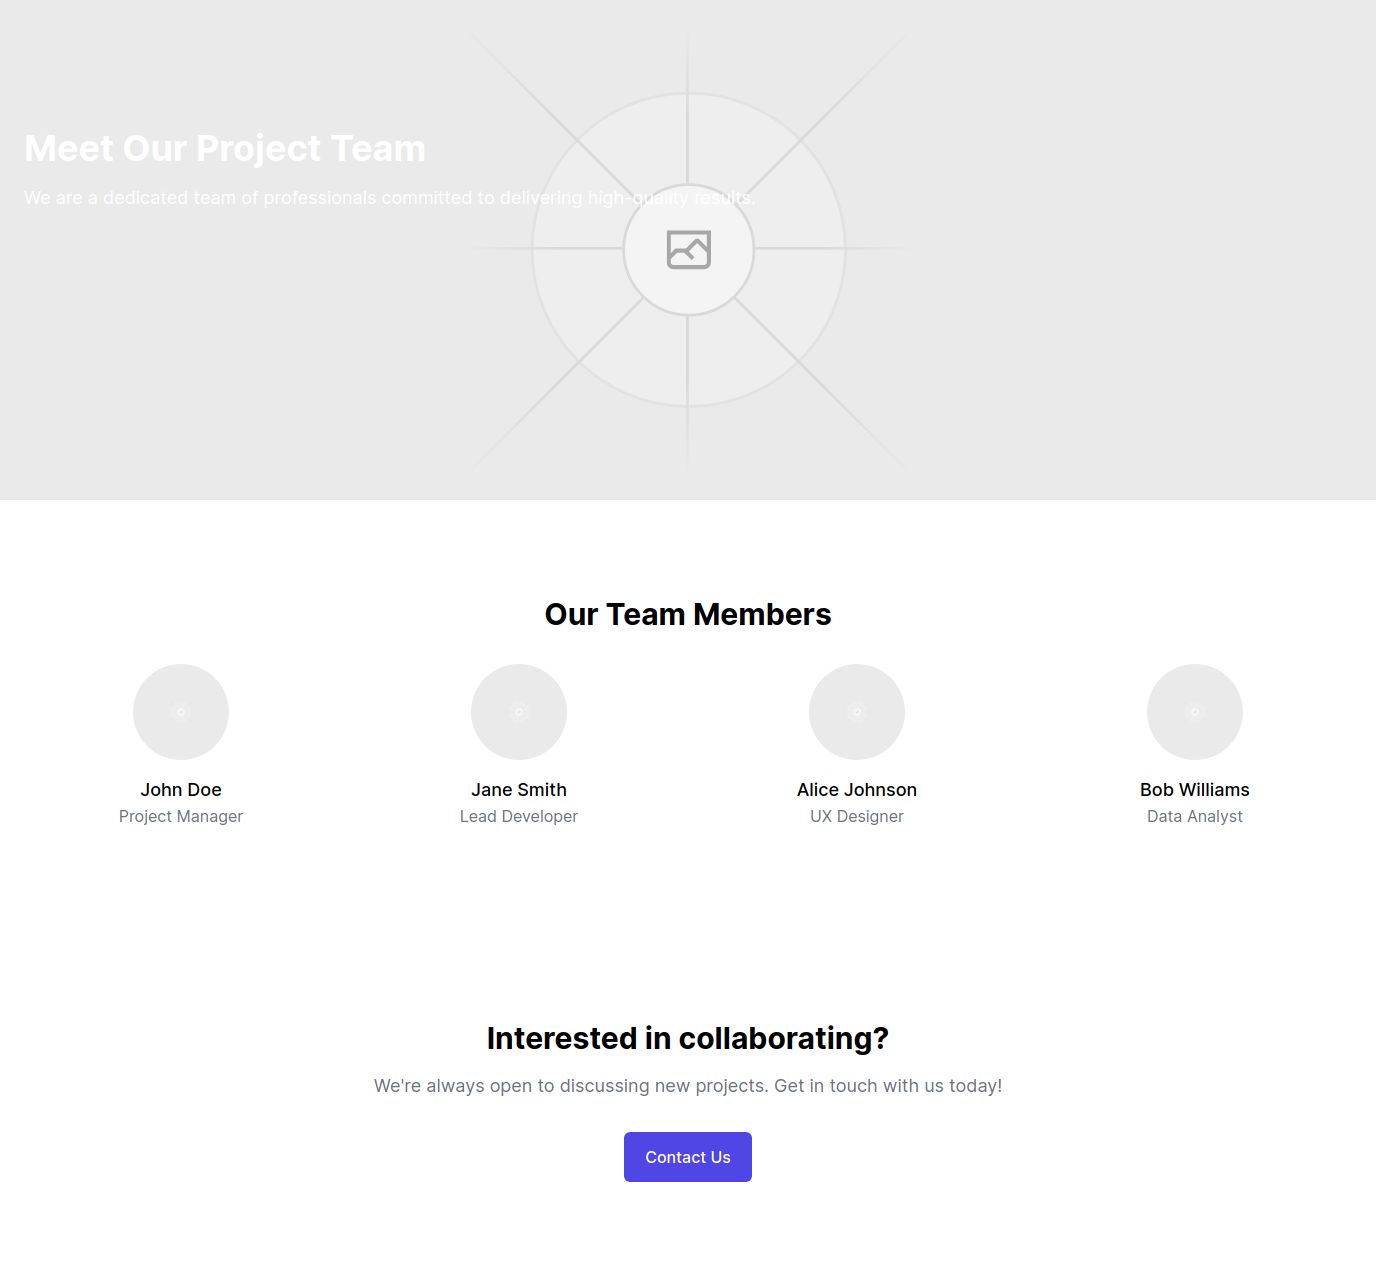 Meet Our Project Team
We are a dedicated team of professionals committed to delivering high-quality results.
Our Team Members
John Doe
Project Manager
Jane Smith
Lead Developer
Alice Johnson
UX Designer
Bob Williams
Data Analyst
Interested in collaborating?
We're always open to discussing new projects. Get in touch with us today!
Contact Us